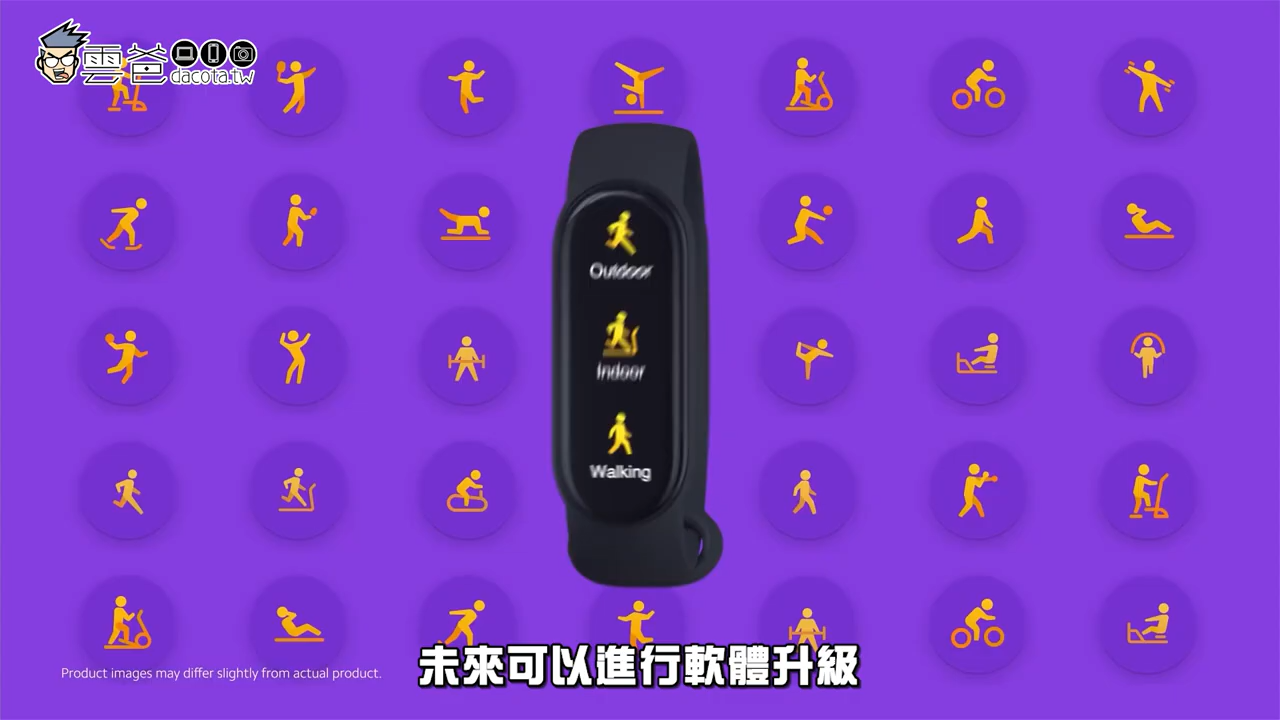 雲爸
dacota.tw
Outdoor
Indoor
Walking
Product images may differ slightly from actual product.
未來可以進行軟體升級